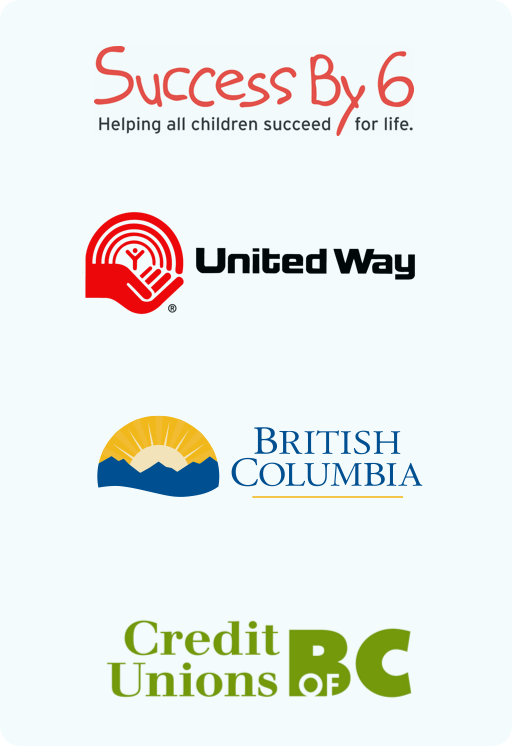 Success By 6
Helping all children succeed for life.
United Way
®
British
Columbia
Credit
Unions
OF
BC